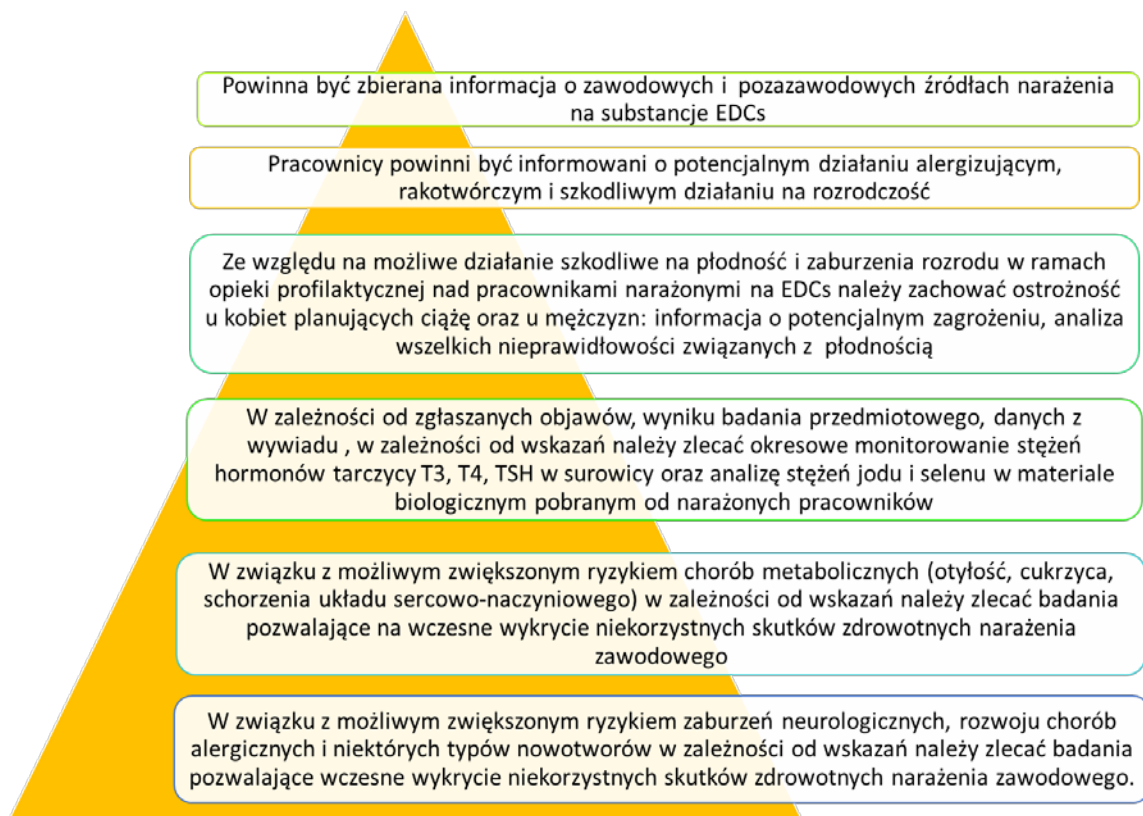 Powinna być zbierana informacja o zawodowych i pozazawodowych źródłach narażenia
na substancje EDCs
Pracownicy powinni być informowani o potencjalnym działaniu alergizującym,
rakotwórczym i szkodliwym działaniu na rozrodczość
Ze względu na możliwe działanie szkodliwe na płodność i zaburzenia rozrodu w ramach
opieki profilaktycznej nad pracownikami narażonymi na EDCs należy zachować ostrożność
u kobiet planujących ciążę oraz u mężczyzn: informacja o potencjalnym zagrożeniu, analiza
wszelkich nieprawidłowości związanych z płodnością
W zależności od zgłaszanych objawów, wyniku badania przedmiotowego, danych z
wywiadu , w zależności od wskazań należy zlecać okresowe monitorowanie stężeń
hormonów tarczycy T3, T4, TSH w surowicy oraz analizę stężeń jodu i selenu w materiale
biologicznym pobranym od narażonych pracowników
W związku z możliwym zwiększonym ryzykiem chorób metabolicznych (otyłość, cukrzyca,
schorzenia układu sercowo-naczyniowego) w zależności od wskazań należy zlecać badania
pozwalające na wczesne wykrycie niekorzystnych skutków zdrowotnych narażenia
zawodowego
W związku z możliwym zwiększonym ryzykiem zaburzeń neurologicznych, rozwoju chorób
alergicznych i niektórych typów nowotworów w zależności od wskazań należy zlecać badania
pozwalające wczesne wykrycie niekorzystnych skutków zdrowotnych narażenia zawodowego.